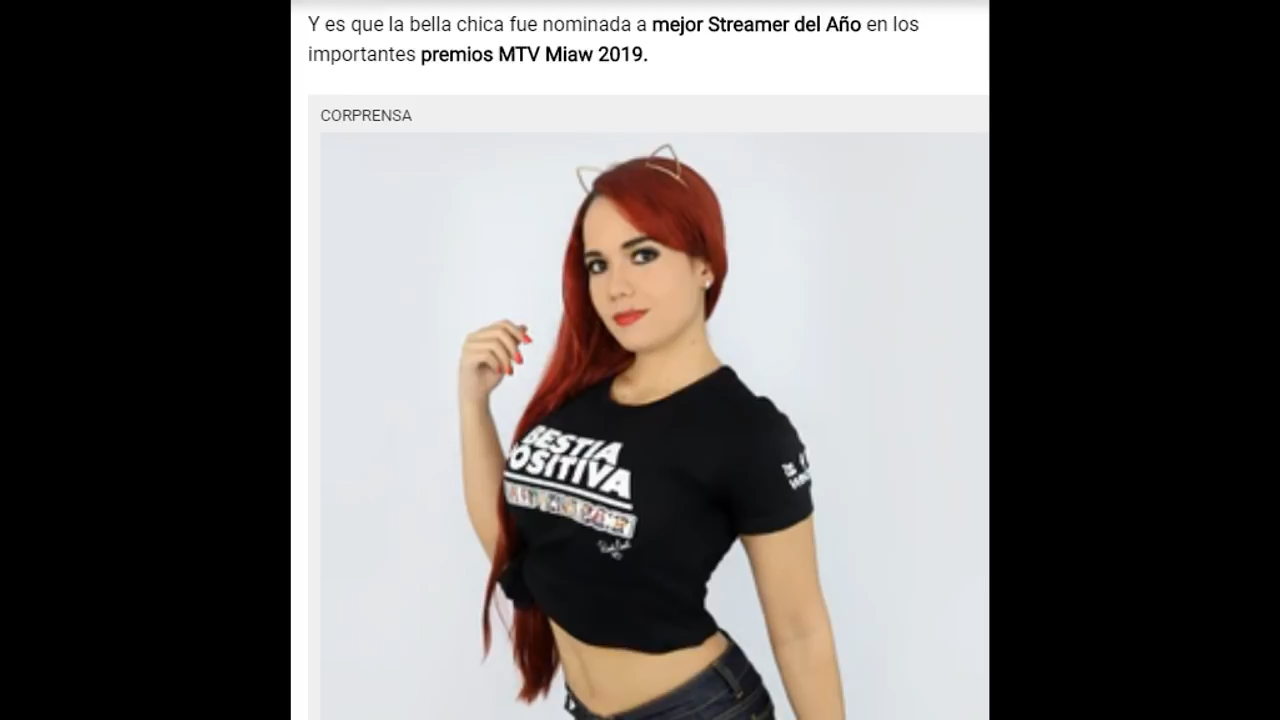 Y es que la bella chica fue nominada a mejor Streamer del Año en los
importantes premios MTV Miaw 2019.
CORPRENSA
BESTIA
POSITIVA